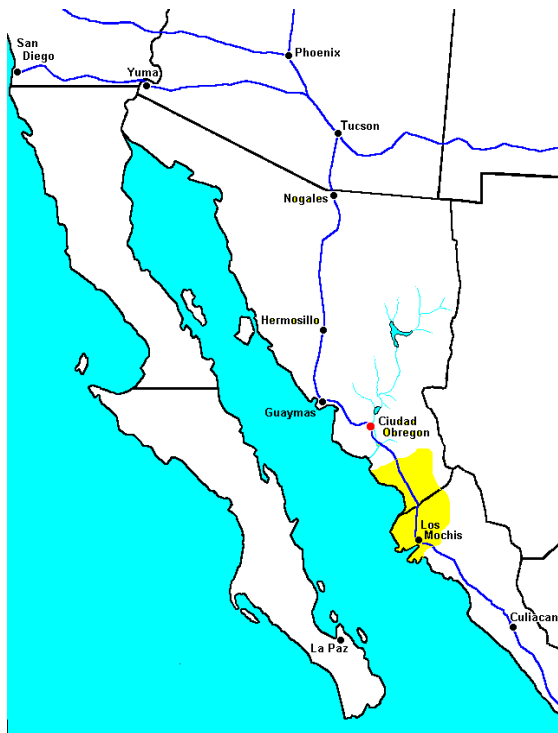 San
Diego
Phoenix
Yuma
Tucson
Nogales
Hermosillo
Guaymas
Ciudad
Obregon
Los
Mochis
Culiacan
La Paz